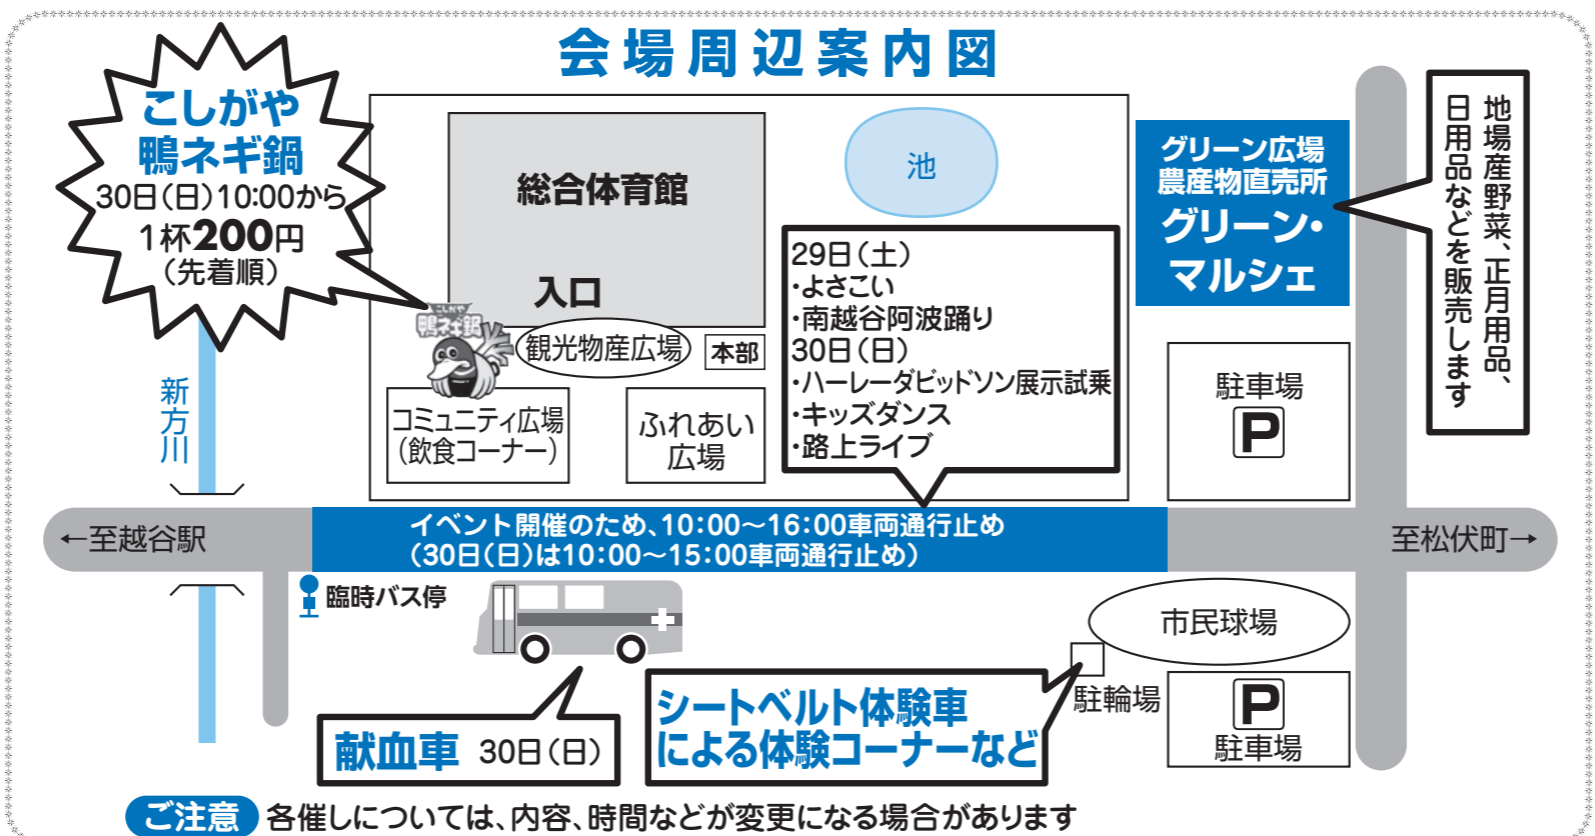 会場周辺案内図
こしがや
鴨ネギ鍋
30日(日)10:00から
1杯200円
(先着順)
総合体育館
入口
池
グリーン広場
農産物直売所
グリーン・
マルシェ
地場産野菜、正月用品、
日用品などを販売します
29日(土)
・よさこい
・南越谷阿波踊り
30日(日)
・ハーレーダビッドソン展示試乗
・キッズダンス
・路上ライブ
こしがや
鴨ネギ鍋
観光物産広場
本部
コミュニティ広場
(飲食コーナー)
ふれあい
広場
駐車場
P
新方川
←至越谷駅
イベント開催のため、10:00~16:00車両通行止め
(30日(日)は10:00~15:00車両通行止め)
至松伏町→
臨時バス停
市民球場
駐輪場
P
駐車場
献血車 30日(日)
シートベルト体験車
による体験コーナーなど
ご注意 各催しについては、内容、時間などが変更になる場合があります